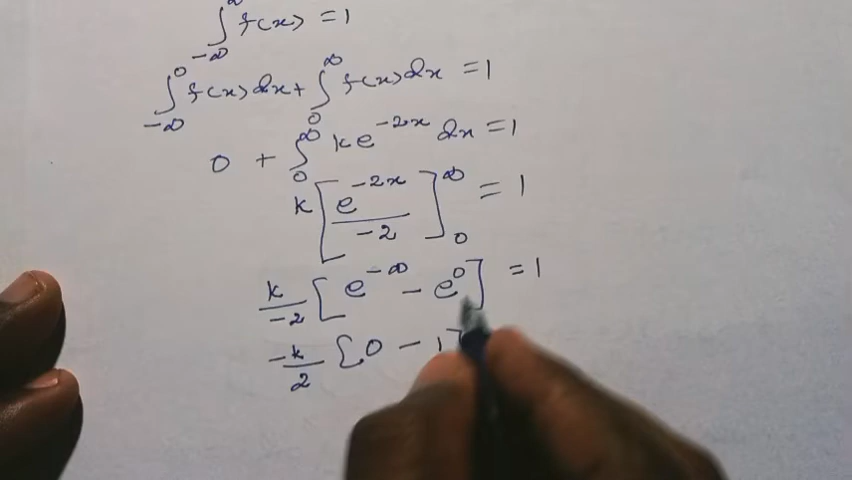 ∫_{-∞}^{∞} f(x) = 1
∫_{-∞}^{0} f(x) dx + ∫_{0}^{∞} f(x) dx = 1
0 + ∫_{0}^{∞} k e^{-2x} dx = 1
k [ e^{-2x} / -2 ]_{0}^{∞} = 1
k/-2 [ e^{-∞} - e^{0} ] = 1
-k/2 [ 0 - 1 ]